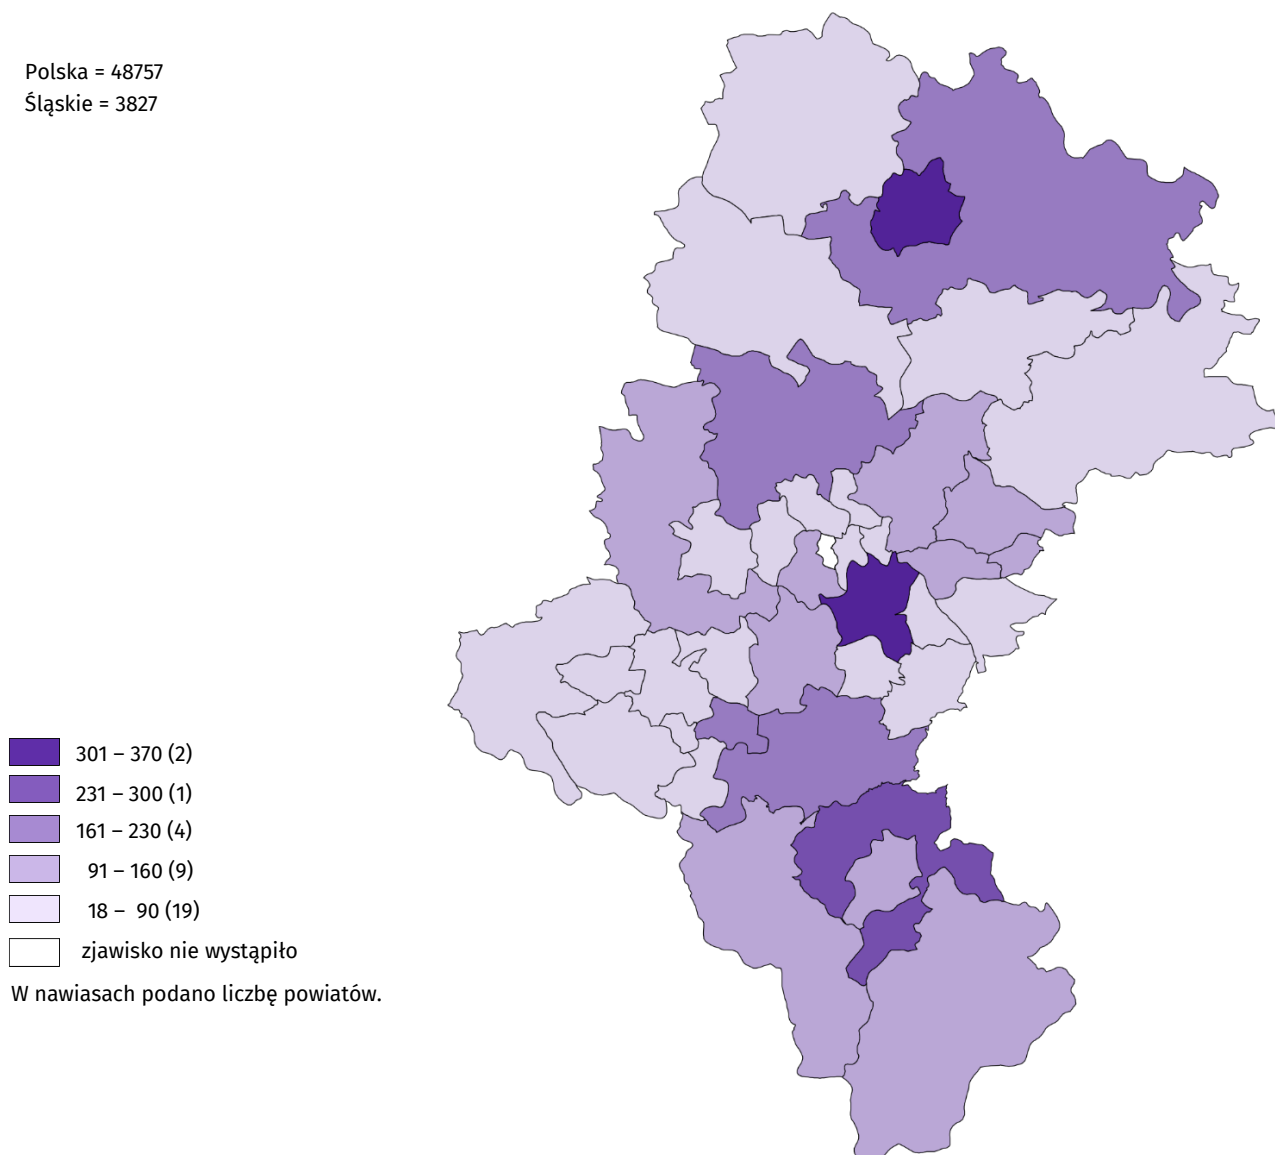 Polska = 48757
Śląskie = 3827
301 – 370 (2)
231 – 300 (1)
161 – 230 (4)
91 – 160 (9)
18 – 90 (19)
zjawisko nie wystąpiło
W nawiasach podano liczbę powiatów.